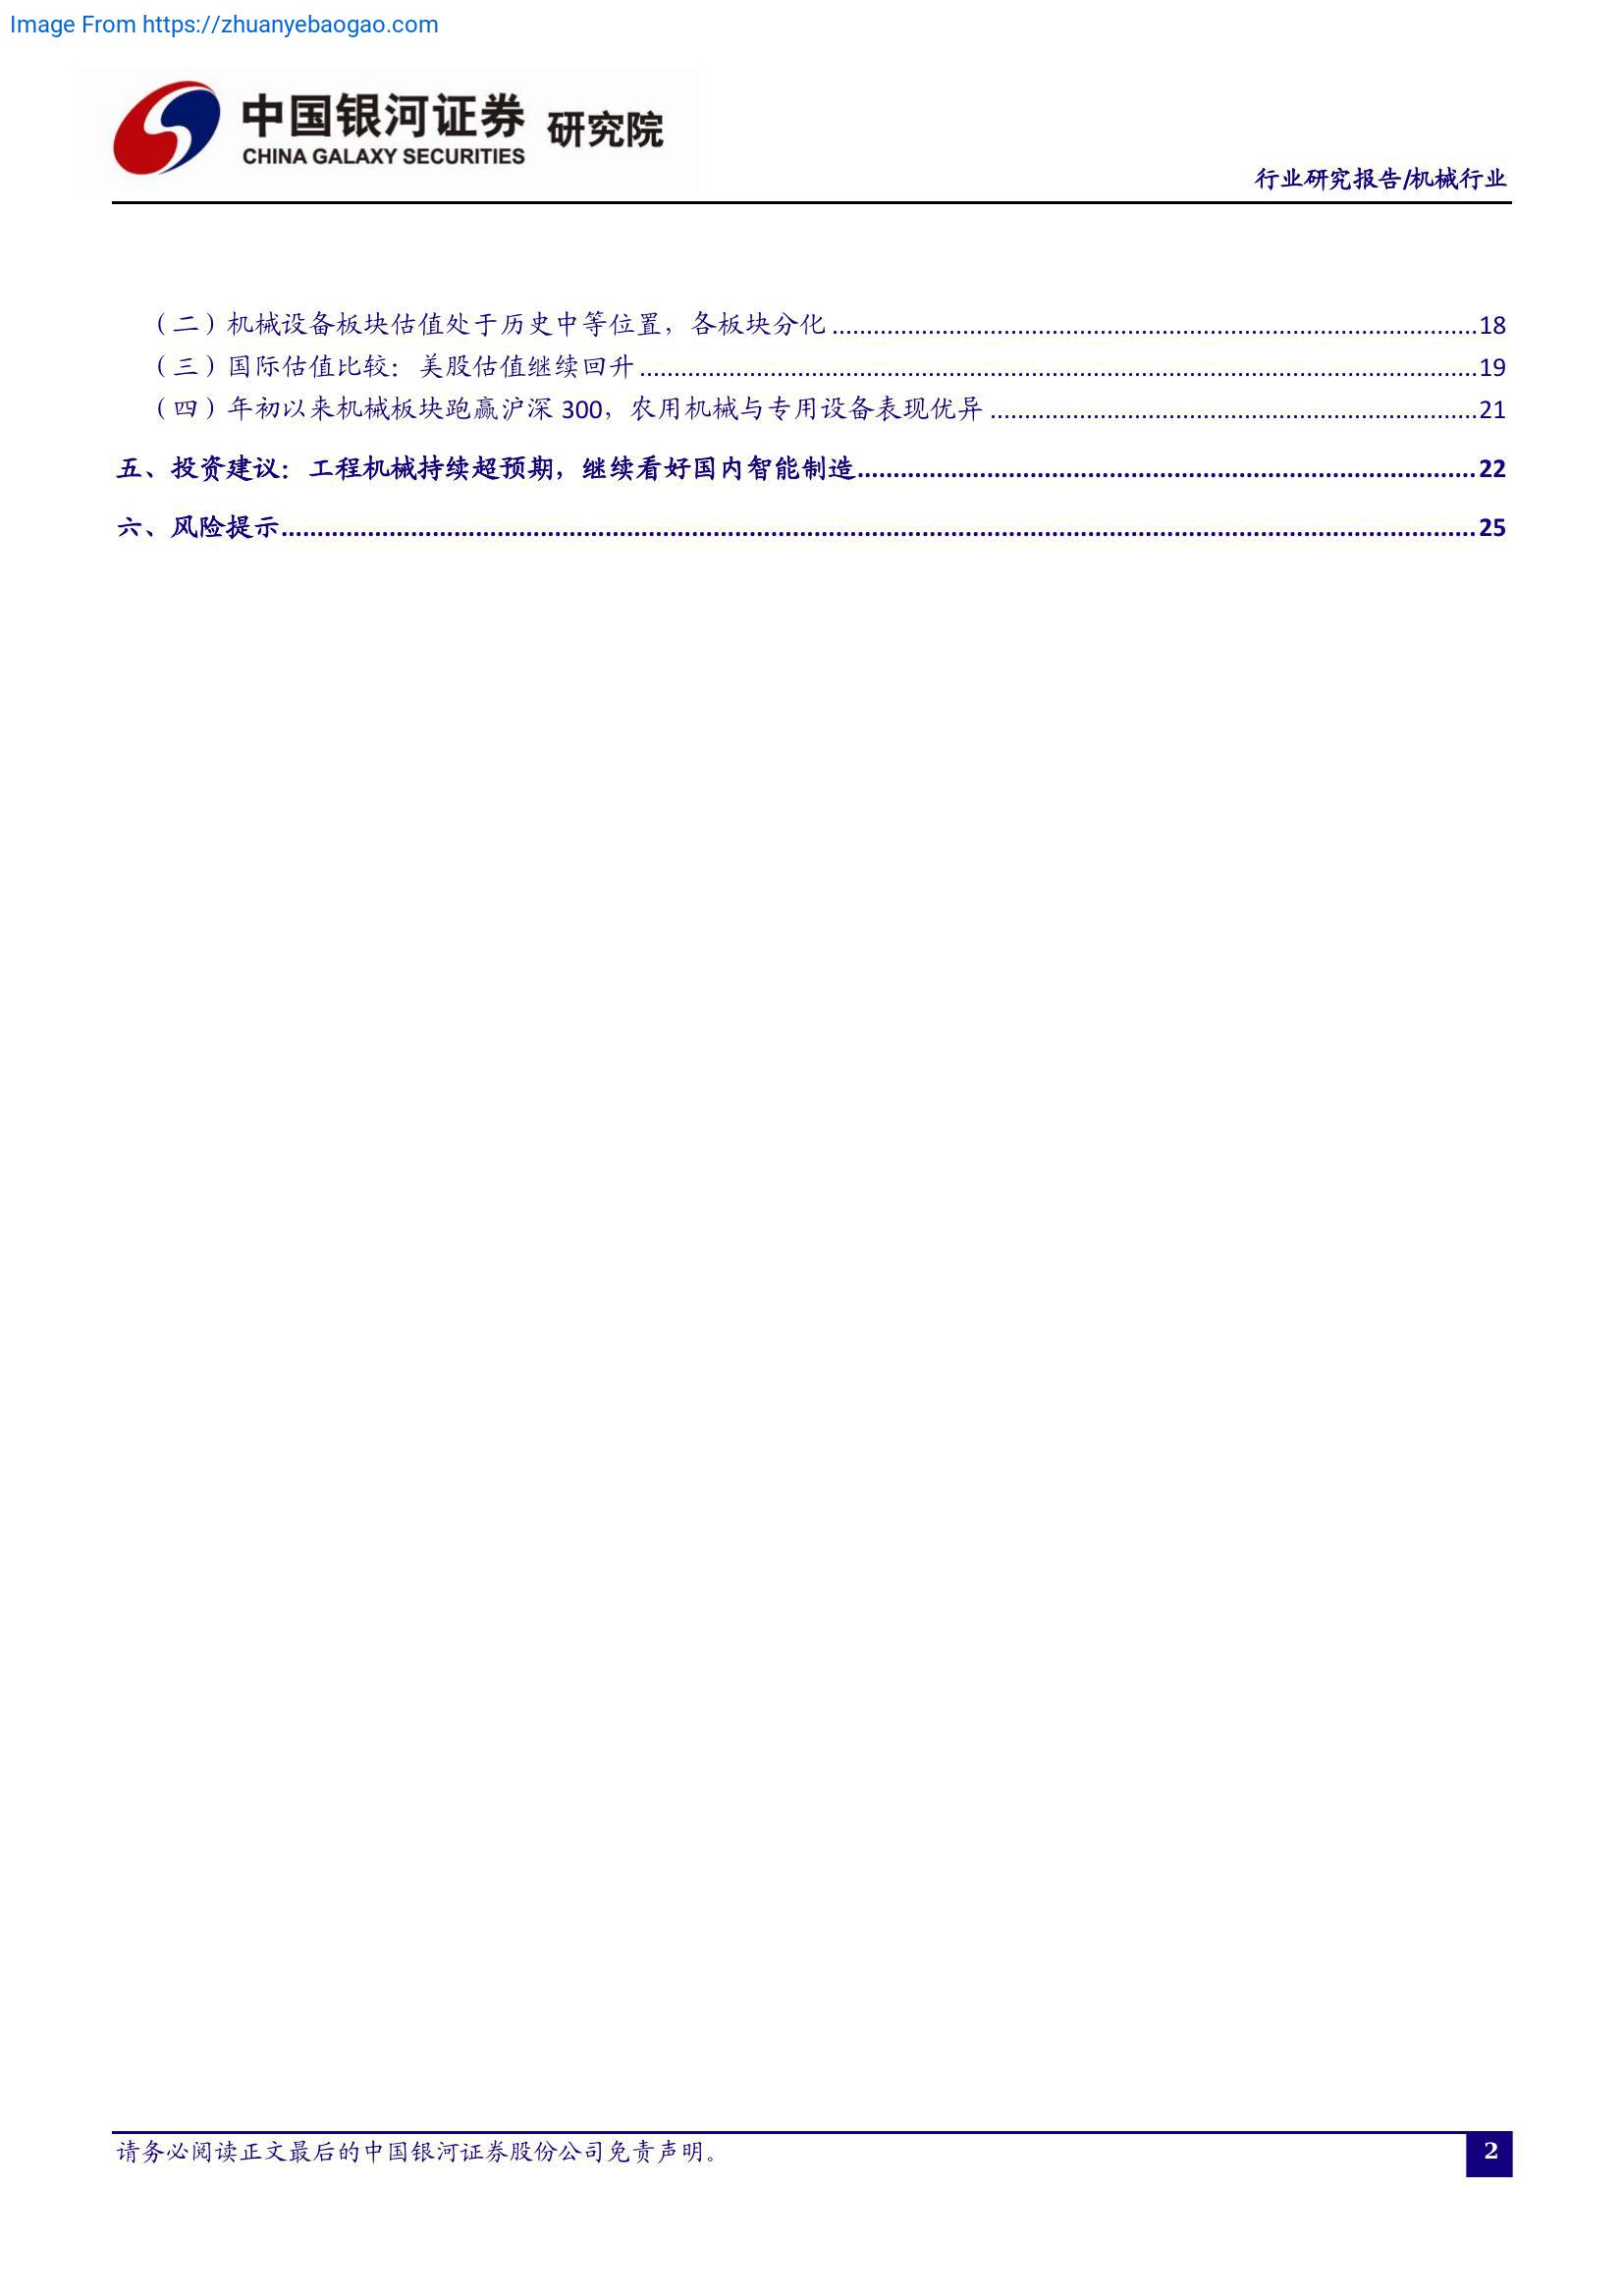 Image From https://zhuanyebaogao.com
中国银河证券 研究院
CHINA GALAXY SECURITIES
行业研究报告/机械行业
（二）机械设备板块估值处于历史中等位置，各板块分化 ........ 18
（三）国际估值比较：美股估值继续回升 ........ 19
（四）年初以来机械板块跑赢沪深 300，农用机械与专用设备表现优异 ........ 21
五、投资建议：工程机械持续超预期，继续看好国内智能制造 ........ 22
六、风险提示 ........ 25
请务必阅读正文最后的中国银河证券股份公司免责声明。
2